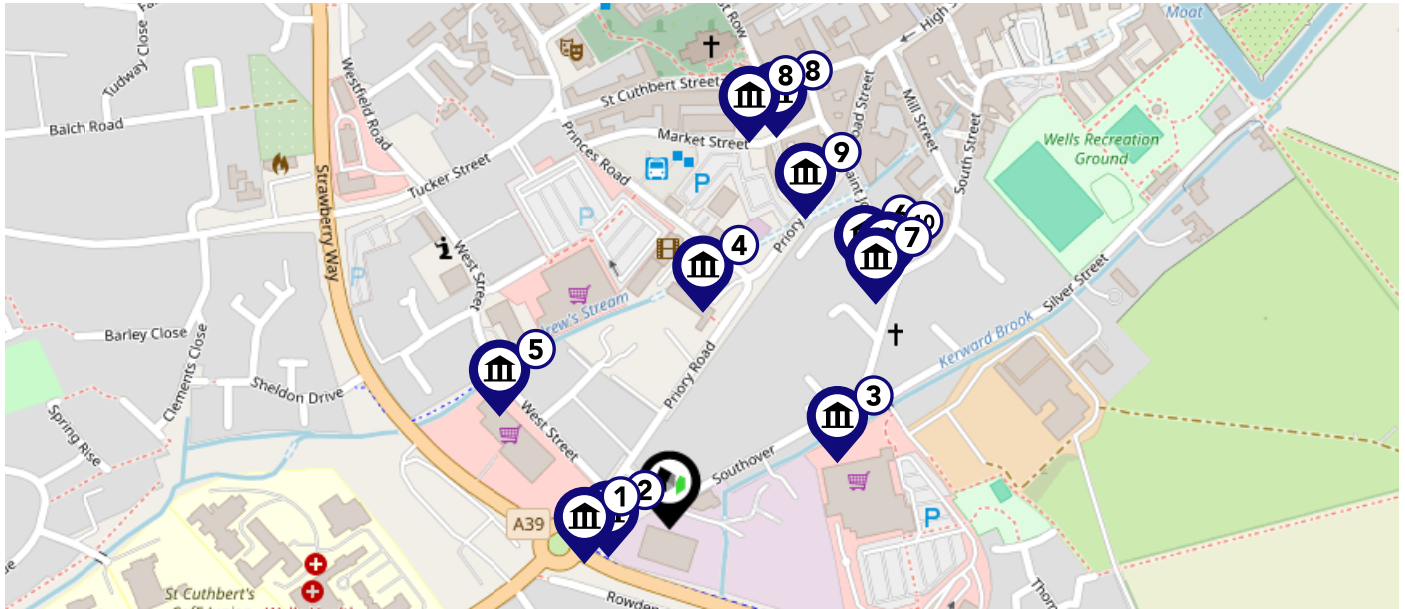 Moat
High
Tudway Close
Westfield Road
St Cuthbert Street
8
8
Balch Road
Market Street
Mill Street
South Street
Wells Recreation
Ground
Princes Road
9
P
Tucker Street
Strawberry Way
P
6
10
7
Priory
4
West Street
P
Silver Street
Barley Close
Clements Close
Kerward Brook
5
Sheldon Drive
Priory Road
3
Spring Rise
West Street
Southover
1
2
A39
P
St Cuthbert's